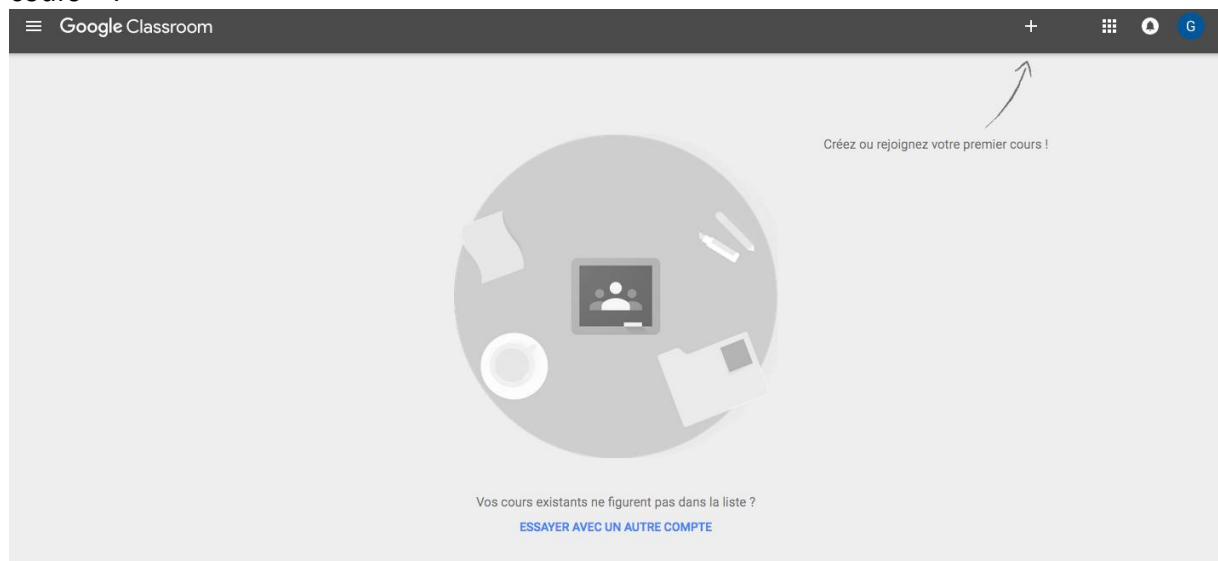 Google Classroom
G
Créez ou rejoignez votre premier cours !
Vos cours existants ne figurent pas dans la liste ?
ESSAYER AVEC UN AUTRE COMPTE